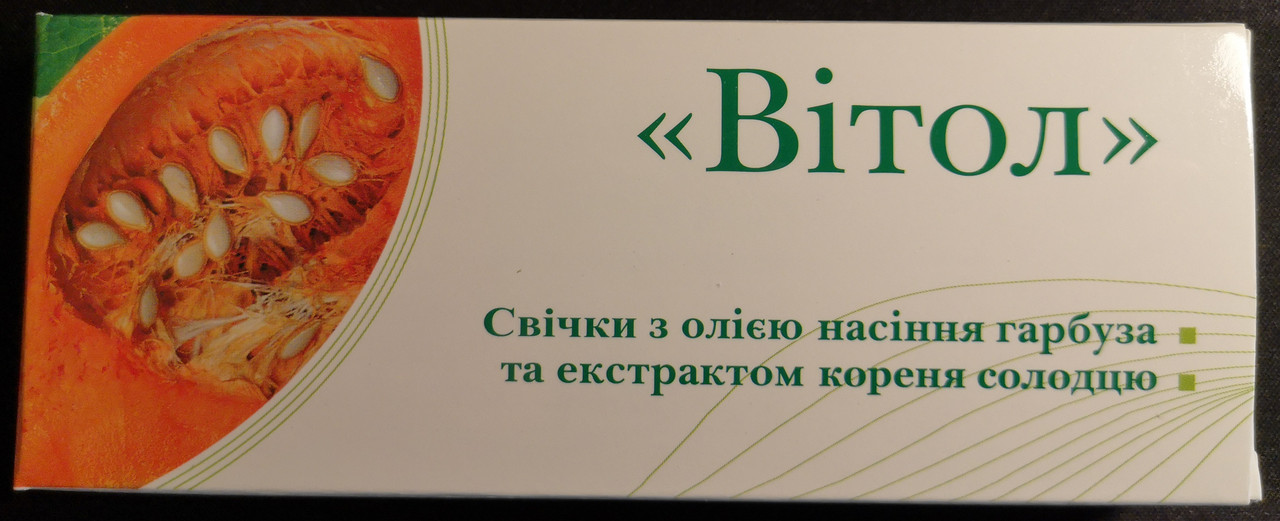 «Вітол»
Свічки з олією насіння гарбуза
та екстрактом кореня солодцю